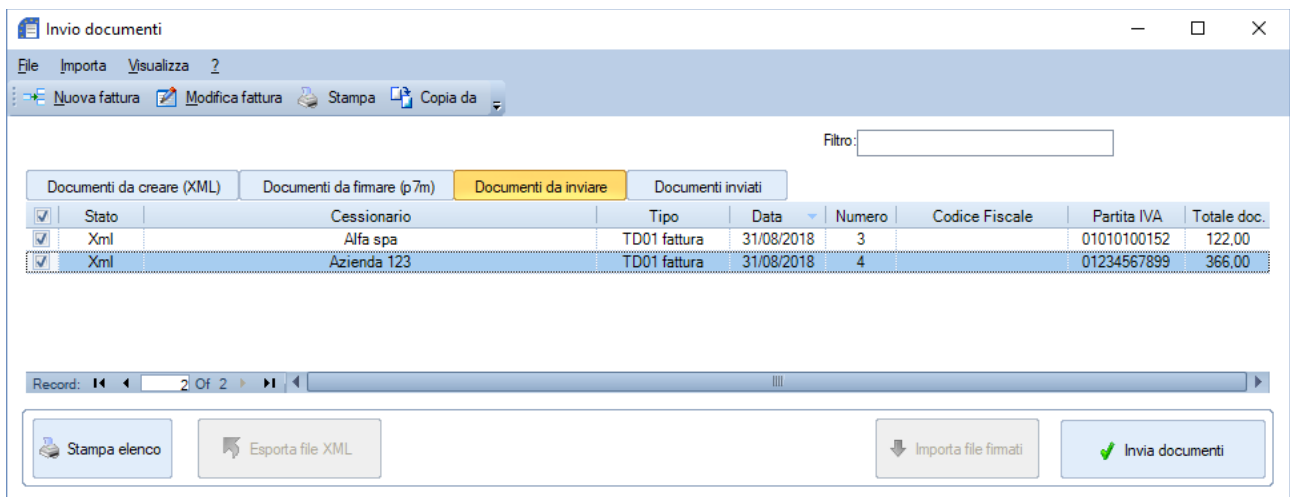 Invio documenti
File Importa Visualizza ?
Nuova fattura Modifica fattura Stampa Copia da
Filtro:
Documenti da creare (XML) Documenti da firmare (p7m) Documenti da inviare Documenti inviati
Stato Cessionario Tipo Data Numero Codice Fiscale Partita IVA Totale doc.
Xml Alfa spa TD01 fattura 31/08/2018 3 01010100152 122,00
Xml Azienda 123 TD01 fattura 31/08/2018 4 01234567899 366,00
Record: 2 Of 2
Stampa elenco Esporta file XML Importa file firmati Invia documenti